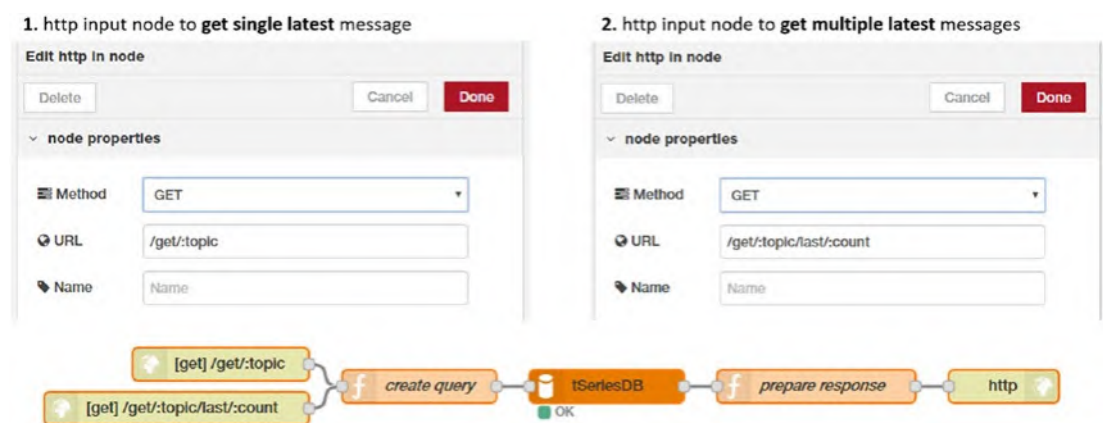 1. http input node to get single latest message
Edit http in node
Delete
Cancel
Done
node properties
Method
GET
URL
/get/:topic
Name
Name
2. http input node to get multiple latest messages
Edit http in node
Delete
Cancel
Done
node properties
Method
GET
URL
/get/:topic/last/:count
Name
Name
[get] /get/:topic
[get] /get/:topic/last/:count
create query
tSeriesDB
OK
prepare response
http